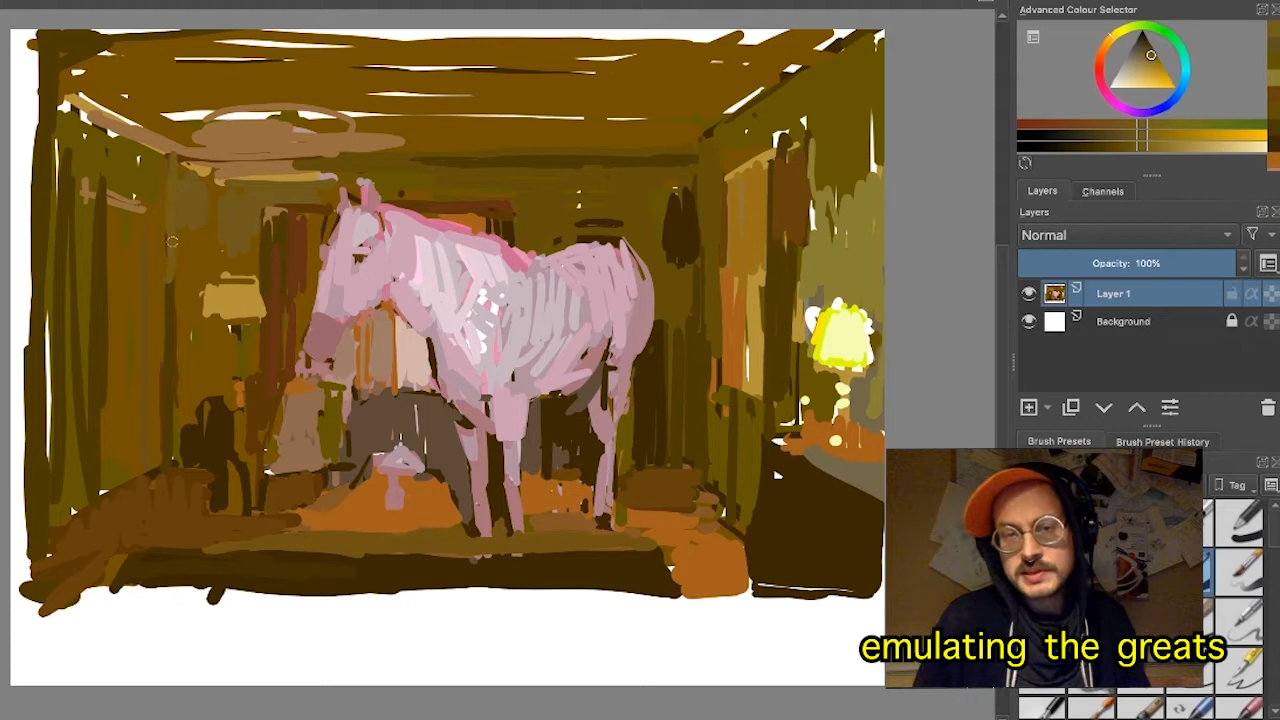 Advanced Colour Selector
Layers
Channels
Layers
Normal
Opacity: 100%
Layer 1
Background
Brush Presets
Brush Preset History
Tag
emulating the greats